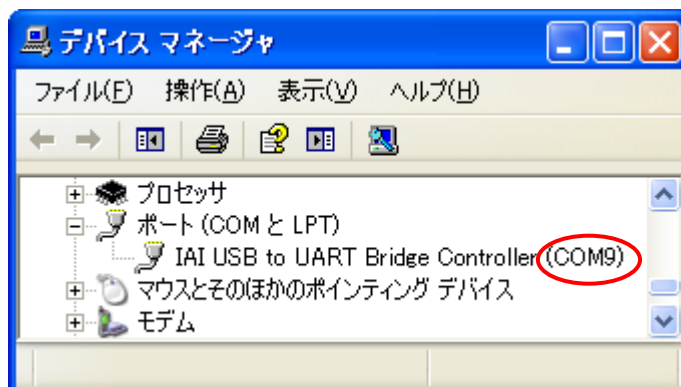 デバイス マネージャ
ファイル(F) 操作(A) 表示(V) ヘルプ(H)
プロセッサ
ポート (COM と LPT)
IAI USB to UART Bridge Controller (COM9)
マウスとそのほかのポインティング デバイス
モデム